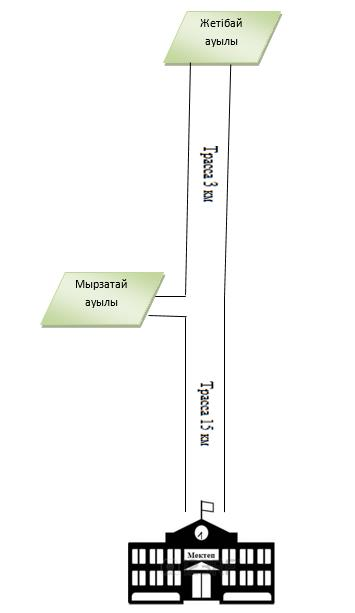 Жетібай
ауылы
Трасса 3 км
Мырзатай
ауылы
Трасса 15 км
Мектеп